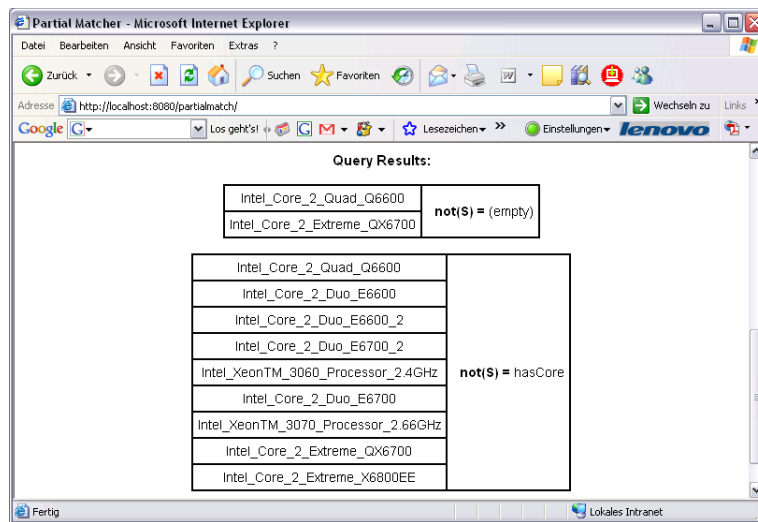 Partial Matcher - Microsoft Internet Explorer
Datei Bearbeiten Ansicht Favoriten Extras ?
Zurück Suchen Favoriten
Adresse http://localhost:8080/partialmatch/ Wechseln zu Links
Google G Los geht's! Lesezeichen Einstellungen lenovo
Query Results:
Intel_Core_2_Quad_Q6600
Intel_Core_2_Extreme_QX6700
not(S) = (empty)
Intel_Core_2_Quad_Q6600
Intel_Core_2_Duo_E6600
Intel_Core_2_Duo_E6600_2
Intel_Core_2_Duo_E6700_2
Intel_XeonTM_3060_Processor_2.4GHz
Intel_Core_2_Duo_E6700
Intel_XeonTM_3070_Processor_2.66GHz
Intel_Core_2_Extreme_QX6700
Intel_Core_2_Extreme_X6800EE
not(S) = hasCore
Fertig Lokales Intranet